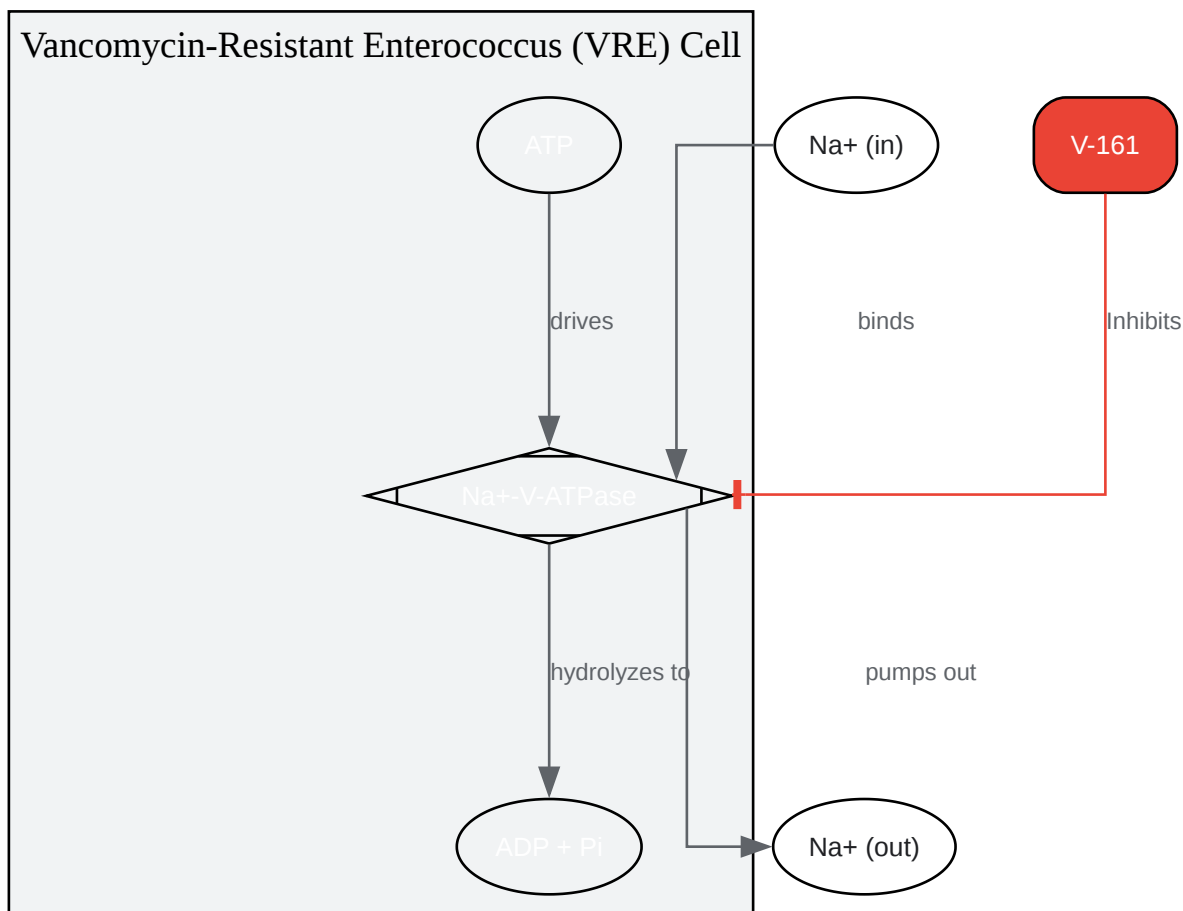 Vancomycin-Resistant Enterococcus (VRE) Cell
ATP
Na+ (in)
V-161
drives
binds
Inhibits
Na+-V-ATPase
hydrolyzes to
pumps out
ADP + Pi
Na+ (out)